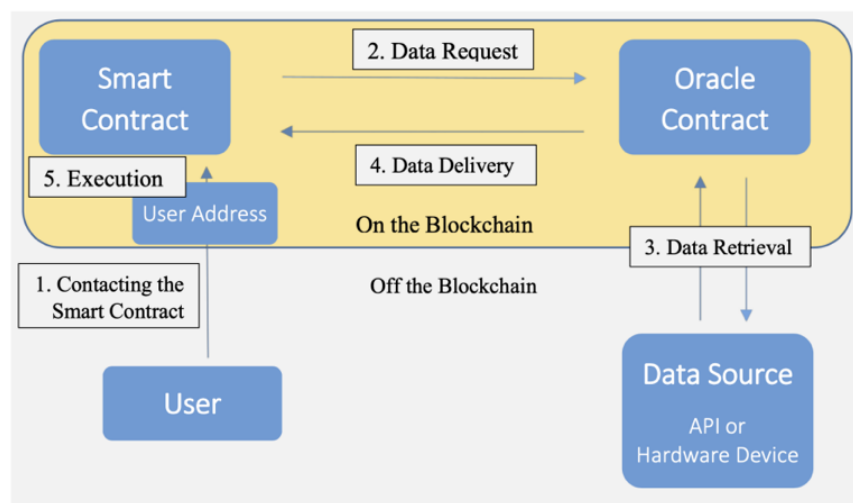 Smart
Contract
2. Data Request
Oracle
Contract
4. Data Delivery
5. Execution
User Address
On the Blockchain
3. Data Retrieval
1. Contacting the
Smart Contract
Off the Blockchain
User
Data Source
API or
Hardware Device